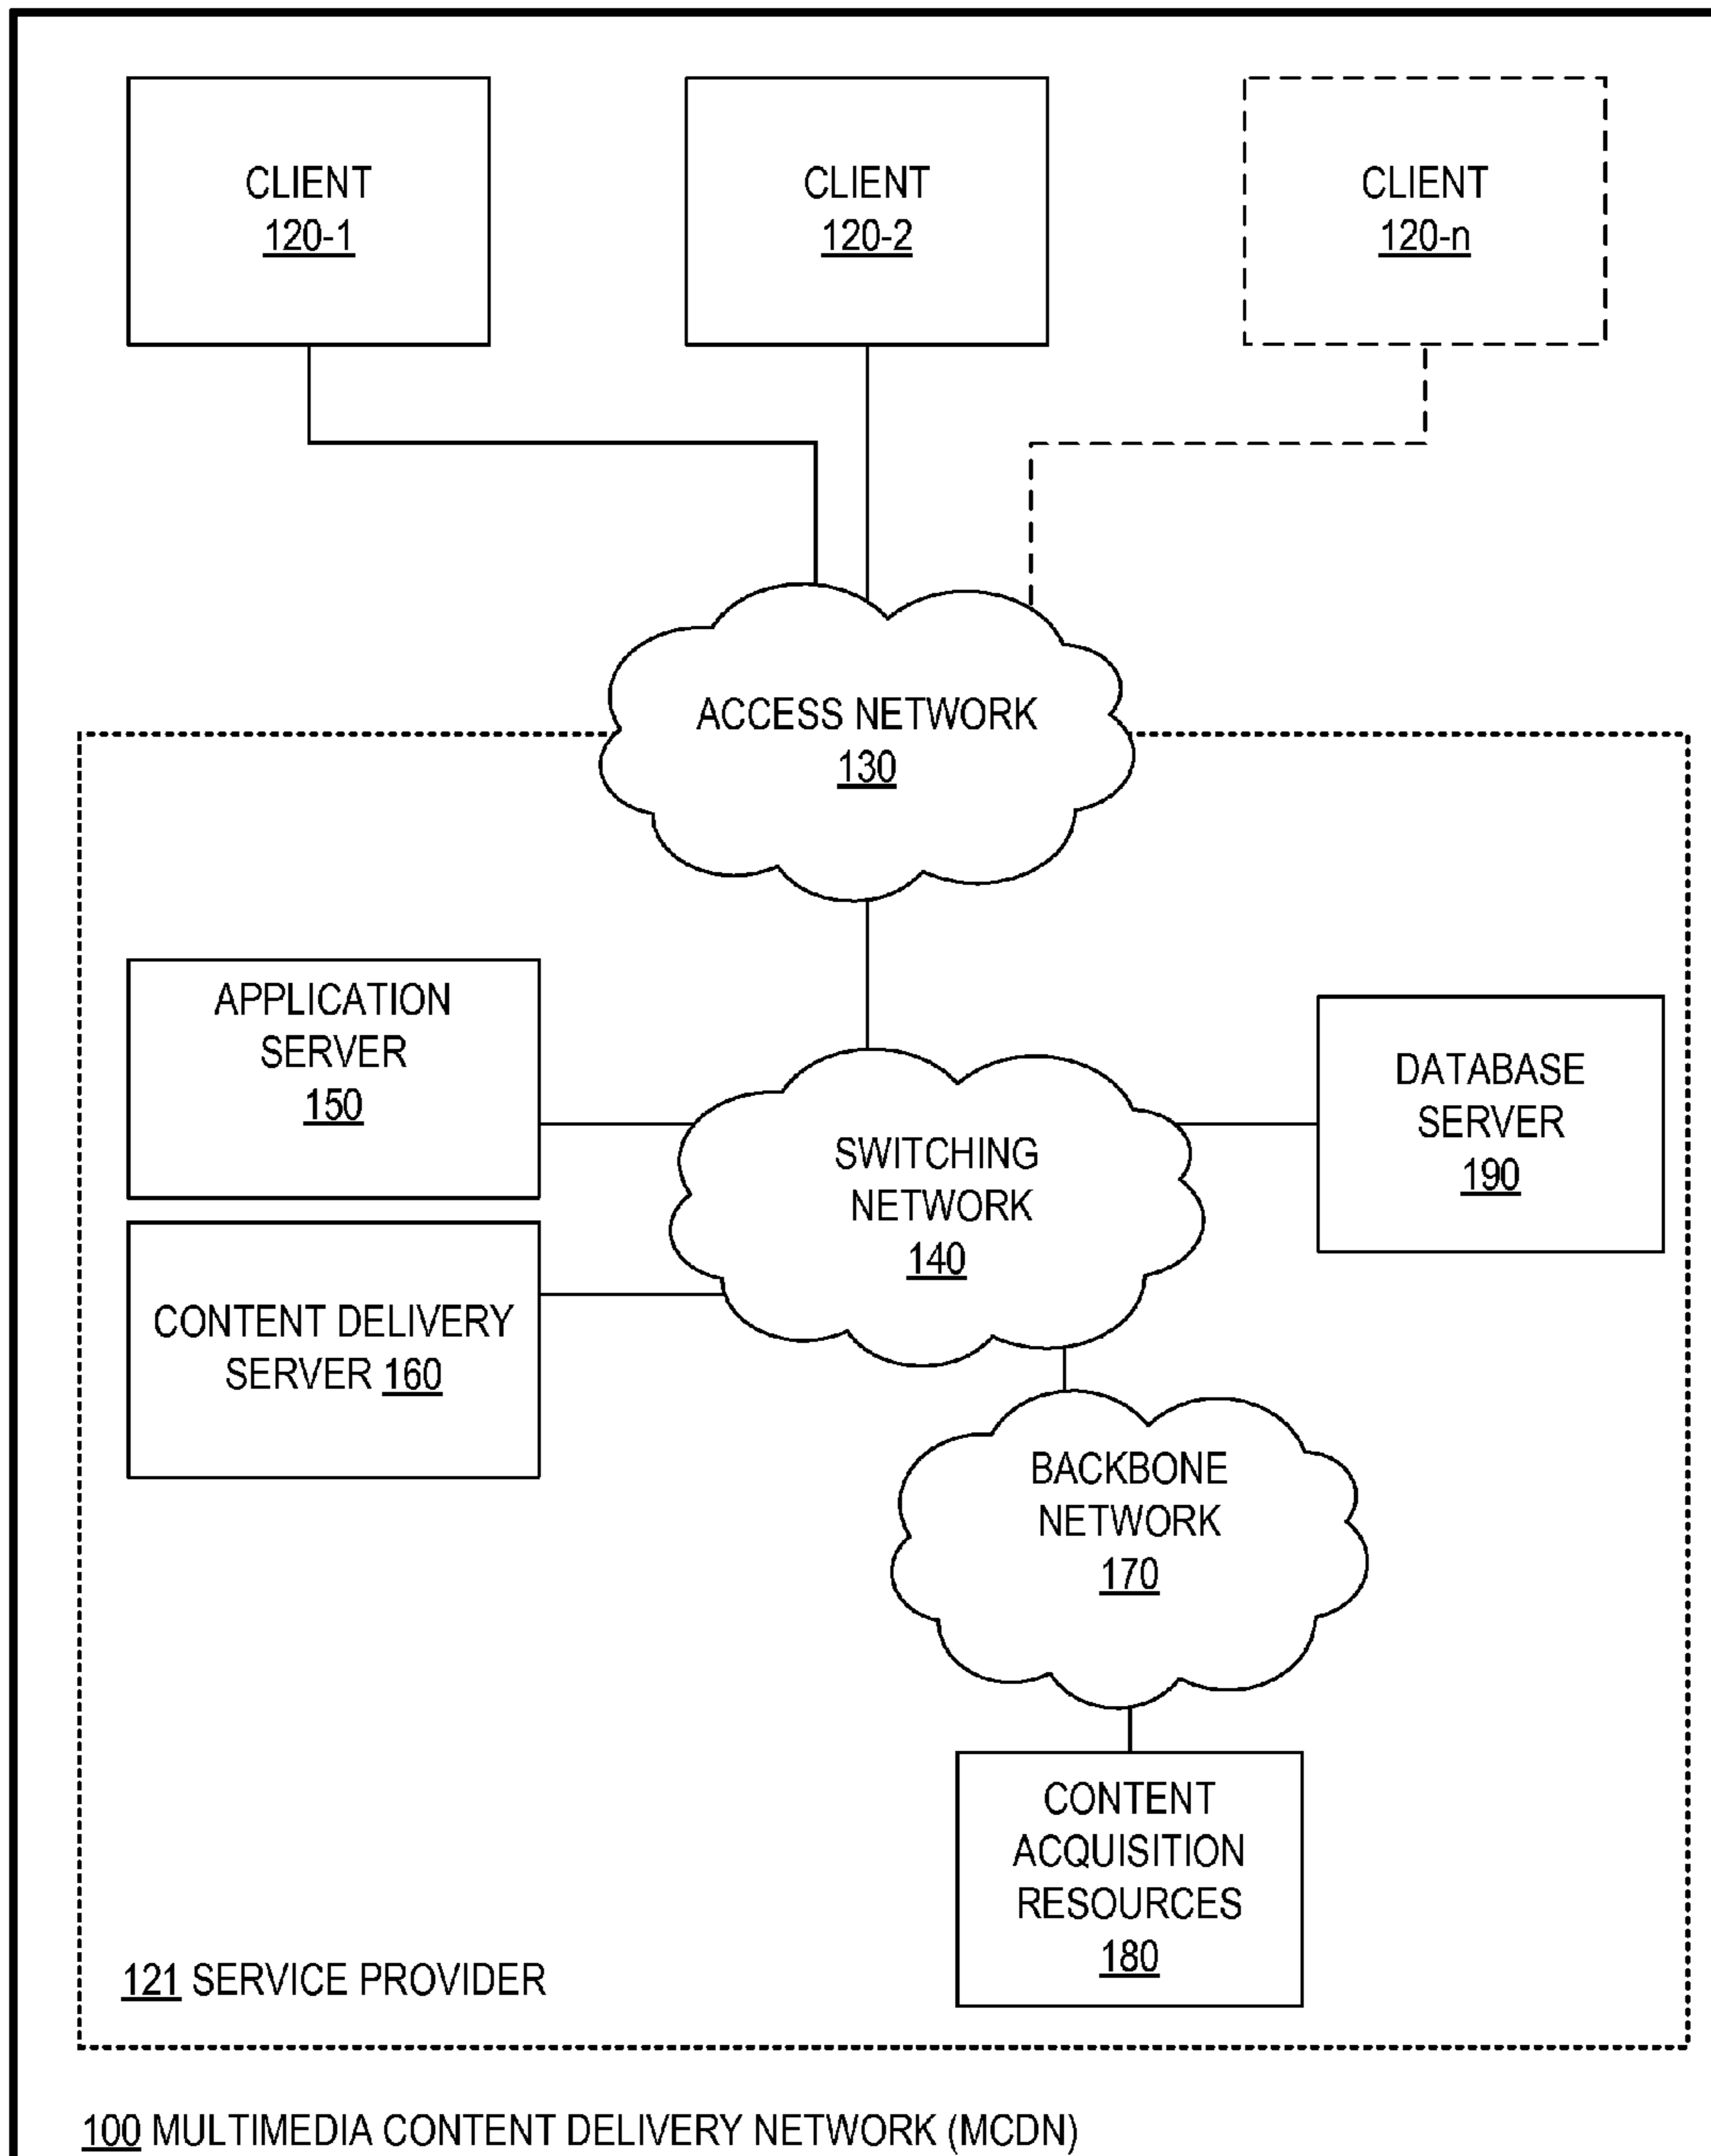 CLIENT
120-1
CLIENT
120-2
CLIENT
120-n
ACCESS NETWORK
130
APPLICATION
SERVER
150
SWITCHING
NETWORK
140
DATABASE
SERVER
190
CONTENT DELIVERY
SERVER 160
BACKBONE
NETWORK
170
CONTENT
ACQUISITION
RESOURCES
180
121 SERVICE PROVIDER
100 MULTIMEDIA CONTENT DELIVERY NETWORK (MCDN)